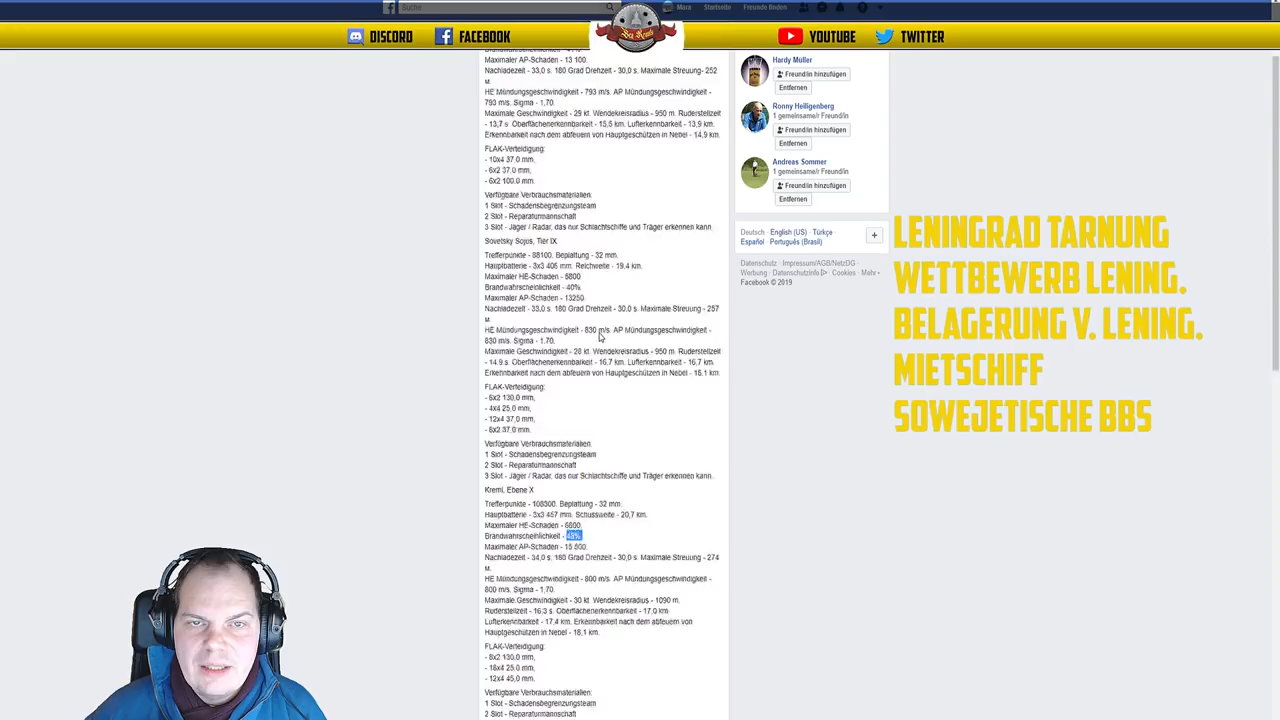 Suche
Mara
Startseite
Freunde finden
DISCORD
FACEBOOK
YOUTUBE
TWITTER
Maximaler AP-Schaden - 13 100.
Nachladezeit - 33,0 s. 180 Grad Drehzeit - 30,0 s. Maximale Streuung- 252
M.
HE Mündungsgeschwindigkeit - 793 m/s. AP Mündungsgeschwindigkeit -
793 m/s. Sigma - 1,70.
Maximale Geschwindigkeit - 29 kt. Wendekreisradius - 950 m. Ruderstellzeit
- 13,7 s. Oberflächenerkennbarkeit - 15,5 km. Lufterkennbarkeit - 13,9 km.
Erkennbarkeit nach dem abfeuern von Hauptgeschützen in Nebel - 14,9 km.
FLAK-Verteidigung:
- 10x4 37.0 mm,
- 6x2 37.0 mm,
- 6x2 100.0 mm.
Verfügbare Verbrauchsmaterialien:
1 Slot - Schadensbegrenzungsteam
2 Slot - Reparaturmannschaft
3 Slot - Jäger / Radar, das nur Schlachtschiffe und Träger erkennen kann.
Sovetsky Sojus, Tier IX
Trefferpunkte - 88100. Beplattung - 32 mm.
Hauptbatterie - 3x3 406 mm. Reichweite - 19.4 km.
Maximaler HE-Schaden - 6800
Brandwahrscheinlichkeit - 40%.
Maximaler AP-Schaden - 13250.
Nachladezeit - 33,0 s. 180 Grad Drehzeit - 30,0 s. Maximale Streuung - 257
M.
HE Mündungsgeschwindigkeit - 830 m/s. AP Mündungsgeschwindigkeit -
830 m/s. Sigma - 1,70.
Maximale Geschwindigkeit - 28 kt. Wendekreisradius - 950 m. Ruderstellzeit
- 14.9 s. Oberflächenerkennbarkeit - 16,7 km. Lufterkennbarkeit - 16,7 km.
Erkennbarkeit nach dem abfeuern von Hauptgeschützen in Nebel - 16.1 km.
FLAK-Verteidigung:
- 6x2 130,0 mm,
- 4x4 25,0 mm,
- 12x4 37,0 mm,
- 8x2 37,0 mm.
Verfügbare Verbrauchsmaterialien:
1 Slot - Schadensbegrenzungsteam
2 Slot - Reparaturmannschaft
3 Slot - Jäger / Radar, das nur Schlachtschiffe und Träger erkennen kann.
Kreml, Ebene X
Trefferpunkte - 108300. Beplattung - 32 mm.
Hauptbatterie - 3x3 457 mm. Schussweite - 20,7 km.
Maximaler HE-Schaden - 6800.
Brandwahrscheinlichkeit -
Maximaler AP-Schaden - 15 800.
Nachladezeit - 34,0 s. 180 Grad Drehzeit - 30,0 s. Maximale Streuung - 274
M.
HE Mündungsgeschwindigkeit - 800 m/s. AP Mündungsgeschwindigkeit -
800 m/s. Sigma - 1,70.
Maximale Geschwindigkeit - 30 kt. Wendekreisradius - 1090 m.
Ruderstellzeit - 16.3 s. Oberflächenerkennbarkeit - 17,0 km.
Lufterkennbarkeit - 17,4 km. Erkennbarkeit nach dem abfeuern von
Hauptgeschützen in Nebel - 18,1 km.
FLAK-Verteidigung:
- 8x2 130.0 mm,
- 18x4 25.0 mm,
- 12x4 45,0 mm.
Verfügbare Verbrauchsmaterialien:
1 Slot - Schadensbegrenzungsteam
2 Slot - Reparaturmannschaft
Hardy Müller
Freund/in hinzufügen
Entfernen
Ronny Heiligenberg
1 gemeinsame/r Freund/in
Freund/in hinzufügen
Entfernen
Andreas Sommer
1 gemeinsame/r Freund/in
Freund/in hinzufügen
Entfernen
Deutsch · English (US) · Türkçe ·
Español · Português (Brasil)
Datenschutz · Impressum/AGB/NetzDG ·
Werbung · Datenschutzinfo · Cookies · Mehr
Facebook © 2019
LENINGRAD TARNUNG
WETTBEWERB LENING.
BELAGERUNG V. LENING.
MIETSCHIFF
SOWEJETISCHE BBS